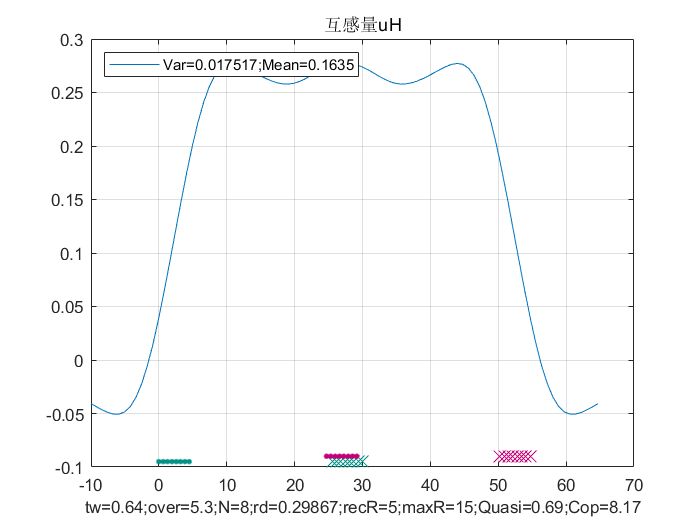 互感量uH
0.3
Var=0.017517;Mean=0.1635
0.25
0.2
0.15
0.1
0.05
0
-0.05
-0.1
-10 0 10 20 30 40 50 60 70
tw=0.64;over=5.3;N=8;rd=0.29867;recR=5;maxR=15;Quasi=0.69;Cop=8.17